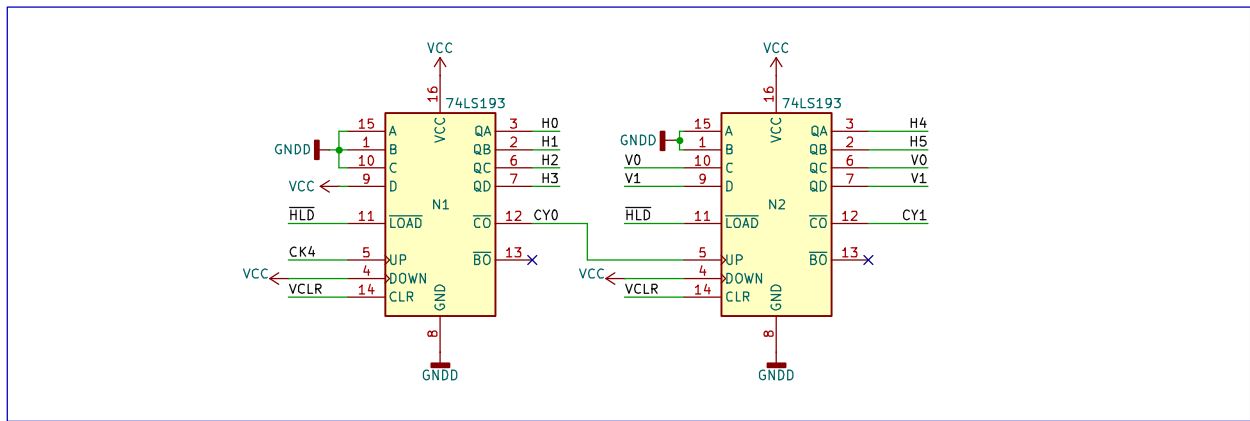 VCC
16
74LS193
VCC
15 A
QA 3 H0
GNDD
1 B
QB 2 H1
10 C
QC 6 H2
VCC
9 D
QD 7 H3
N1
HLD
11 LOAD
CO 12 CY0
CK4
5 UP
BO 13
VCC
4 DOWN
VCLR
14 CLR
GND
8
GNDD
VCC
16
74LS193
VCC
15 A
QA 3 H4
GNDD
1 B
QB 2 H5
V0
10 C
QC 6 V0
V1
9 D
QD 7 V1
N2
HLD
11 LOAD
CO 12 CY1
5 UP
BO 13
VCC
4 DOWN
VCLR
14 CLR
GND
8
GNDD